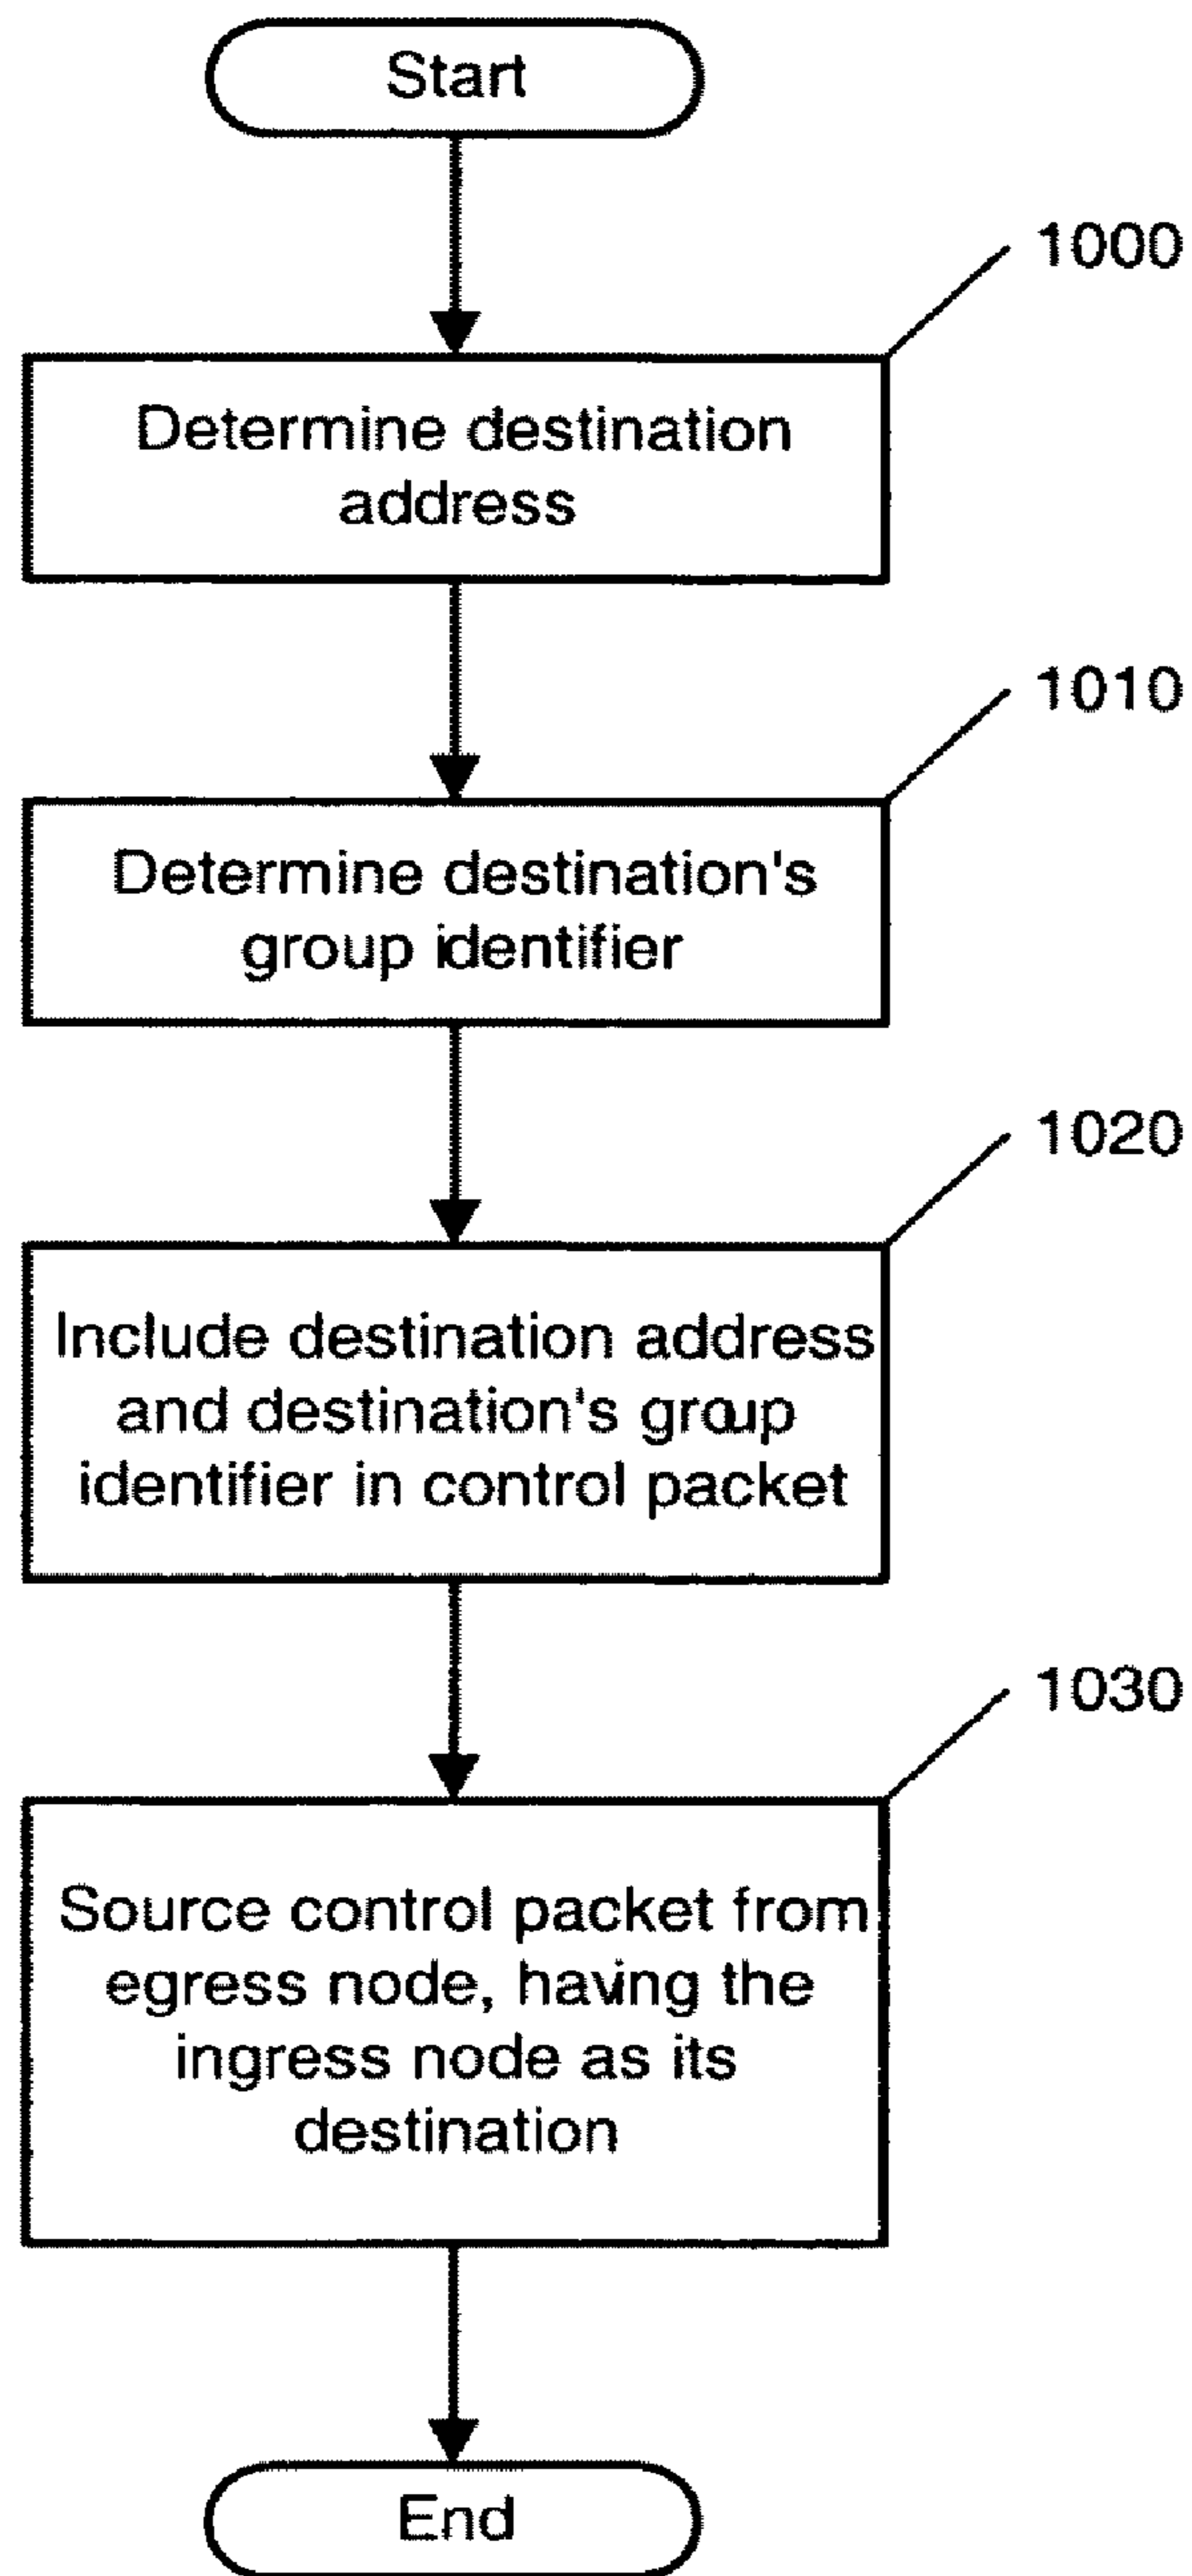 Start
1000
Determine destination
address
1010
Determine destination's
group identifier
1020
Include destination address
and destination's group
identifier in control packet
1030
Source control packet from
egress node, having the
ingress node as its
destination
End